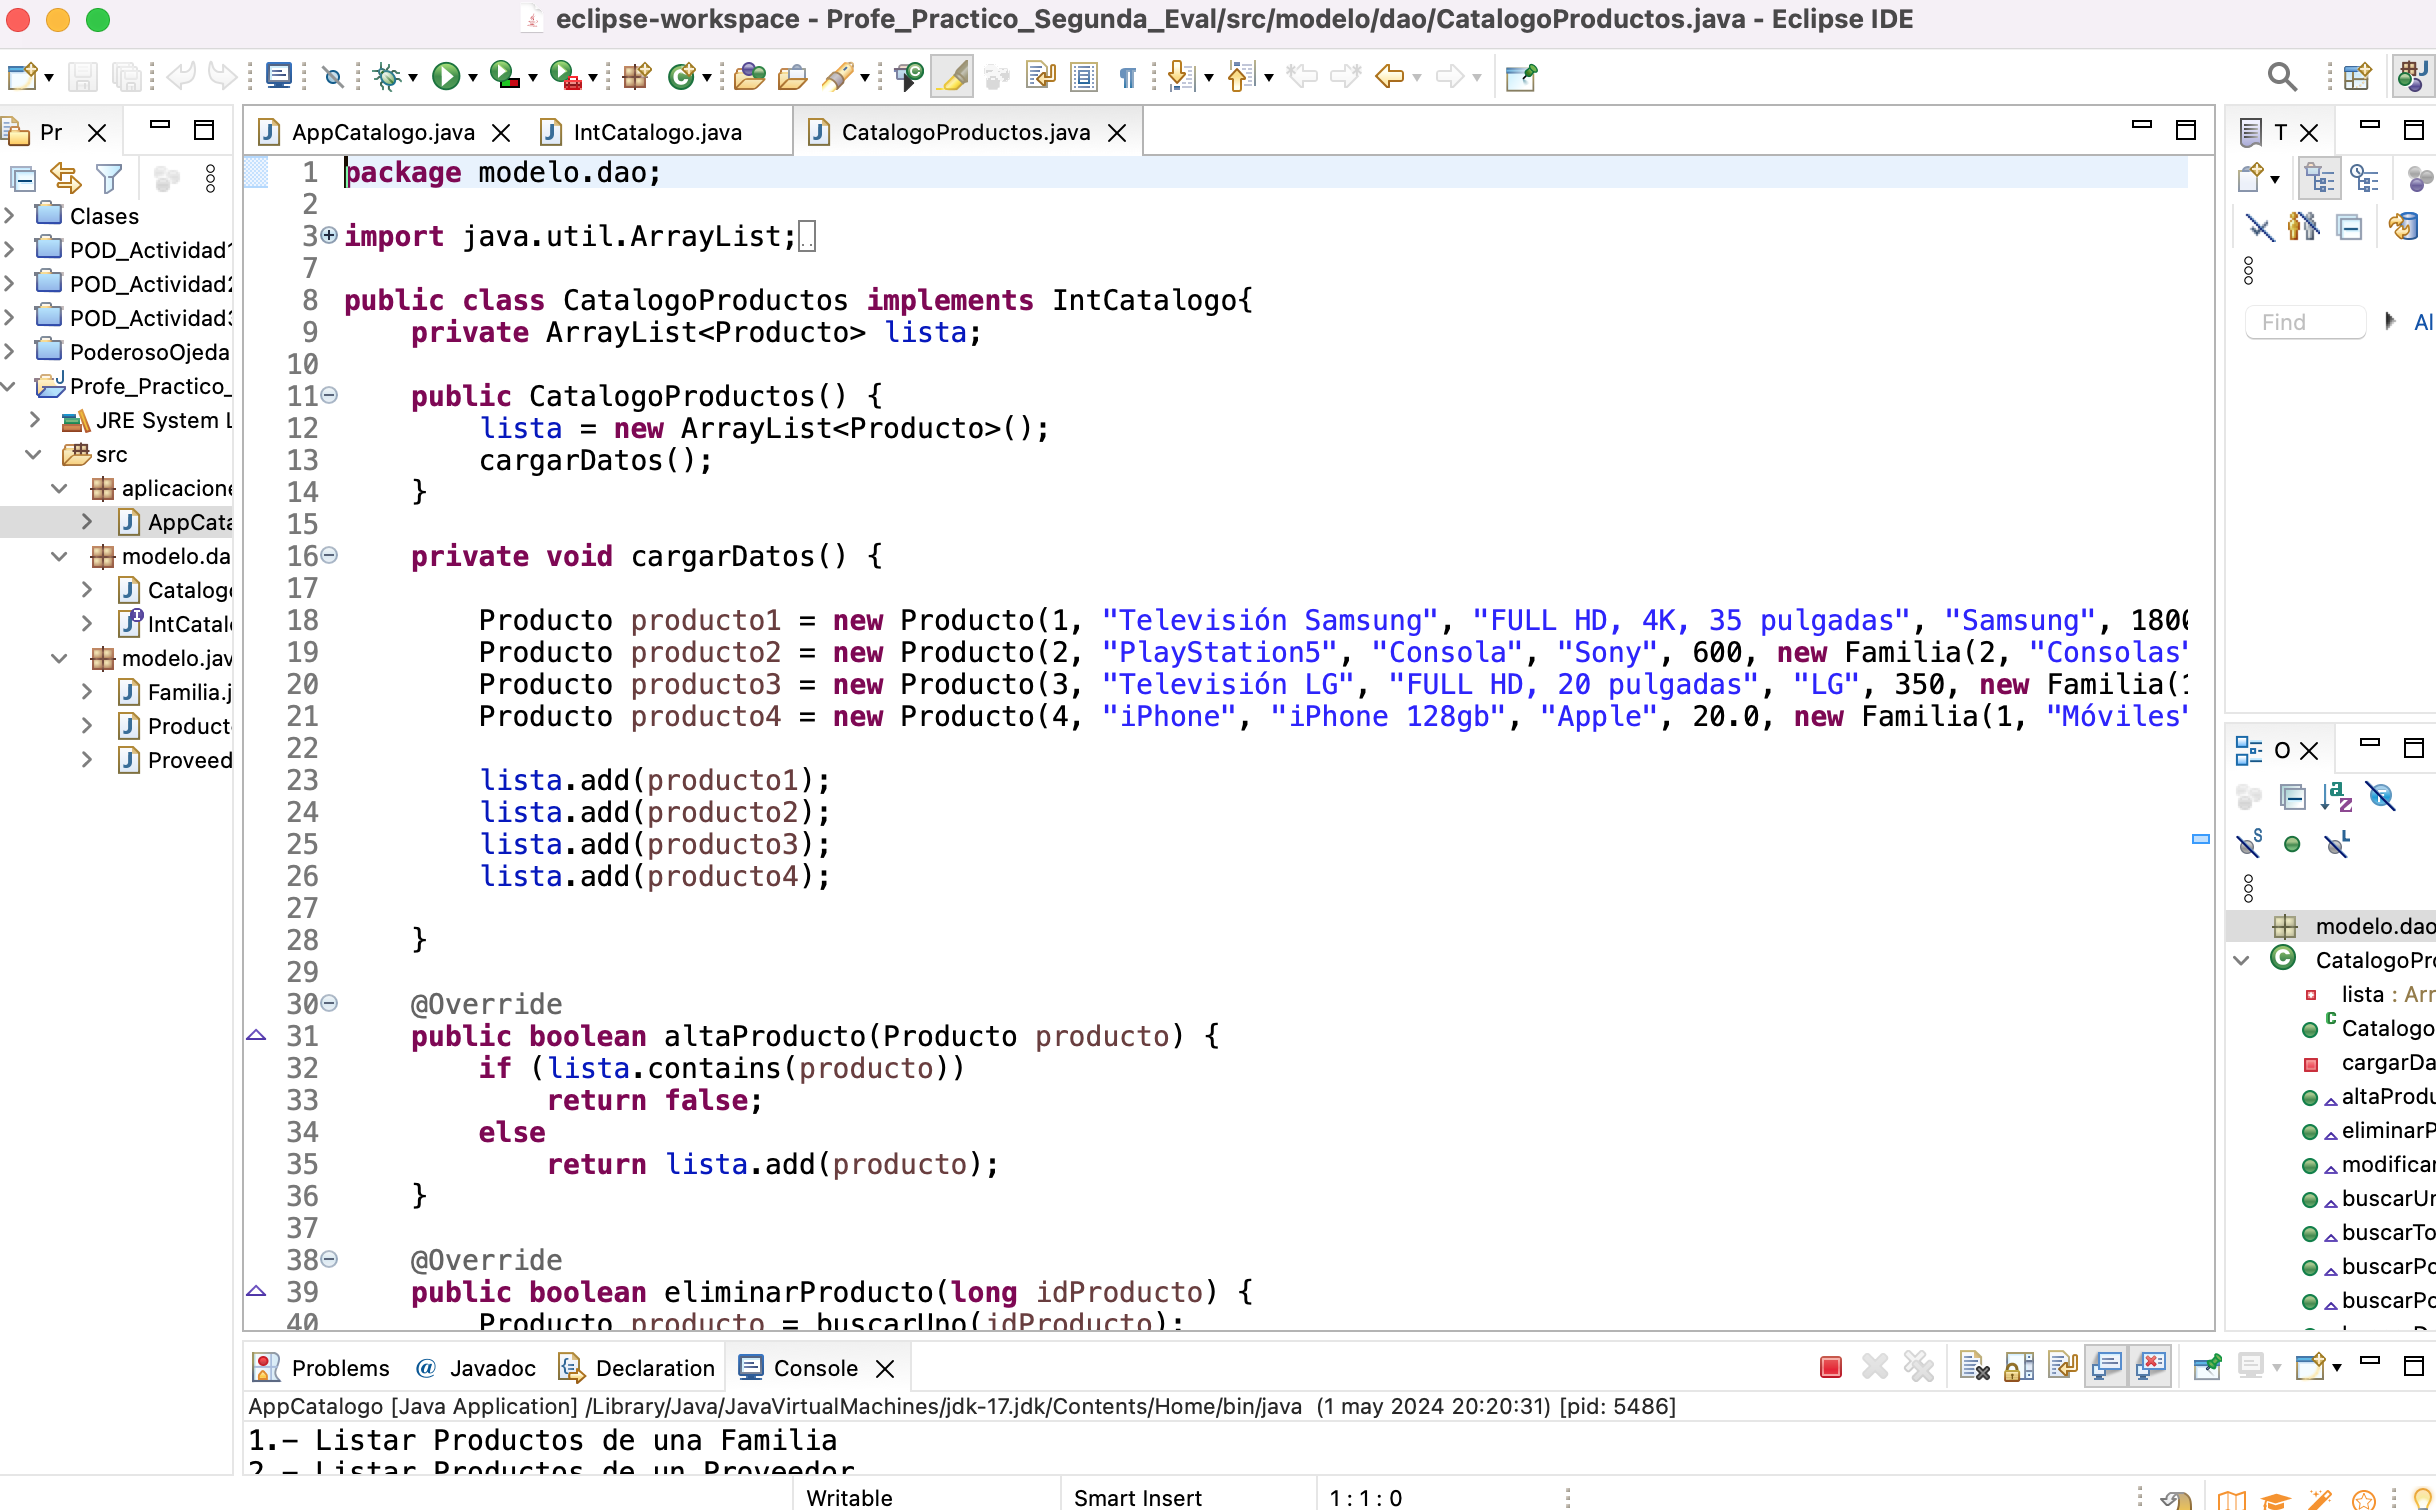 eclipse-workspace - Profe_Practico_Segunda_Eval/src/modelo/dao/CatalogoProductos.java - Eclipse IDE
Pr
Clases
POD_Actividad1
POD_Actividad2
POD_Actividad3
PoderosoOjeda
Profe_Practico_
JRE System L
src
aplicacione
AppCata
modelo.da
Catalogo
IntCatal
modelo.jav
Familia.j
Product
Proveed
AppCatalogo.java
IntCatalogo.java
CatalogoProductos.java
1 package modelo.dao;
2
3 import java.util.ArrayList;
7
8 public class CatalogoProductos implements IntCatalogo{
9 private ArrayList<Producto> lista;
10
11 public CatalogoProductos() {
12 lista = new ArrayList<Producto>();
13 cargarDatos();
14 }
15
16 private void cargarDatos() {
17
18 Producto producto1 = new Producto(1, "Televisión Samsung", "FULL HD, 4K, 35 pulgadas", "Samsung", 1800
19 Producto producto2 = new Producto(2, "PlayStation5", "Consola", "Sony", 600, new Familia(2, "Consolas"
20 Producto producto3 = new Producto(3, "Televisión LG", "FULL HD, 20 pulgadas", "LG", 350, new Familia(1
21 Producto producto4 = new Producto(4, "iPhone", "iPhone 128gb", "Apple", 20.0, new Familia(1, "Móviles"
22
23 lista.add(producto1);
24 lista.add(producto2);
25 lista.add(producto3);
26 lista.add(producto4);
27
28 }
29
30 @Override
31 public boolean altaProducto(Producto producto) {
32 if (lista.contains(producto))
33 return false;
34 else
35 return lista.add(producto);
36 }
37
38 @Override
39 public boolean eliminarProducto(long idProducto) {
40 Producto producto = buscarUno(idProducto);
T
Find
Al
O
modelo.dao
CatalogoPro
lista : Arr
Catalogo
cargarDa
altaProdu
eliminarP
modificar
buscarUn
buscarTo
buscarPo
buscarPo
Problems
Javadoc
Declaration
Console
AppCatalogo [Java Application] /Library/Java/JavaVirtualMachines/jdk-17.jdk/Contents/Home/bin/java (1 may 2024 20:20:31) [pid: 5486]
1.- Listar Productos de una Familia
2.- Listar Productos de un Proveedor
Writable
Smart Insert
1 : 1 : 0